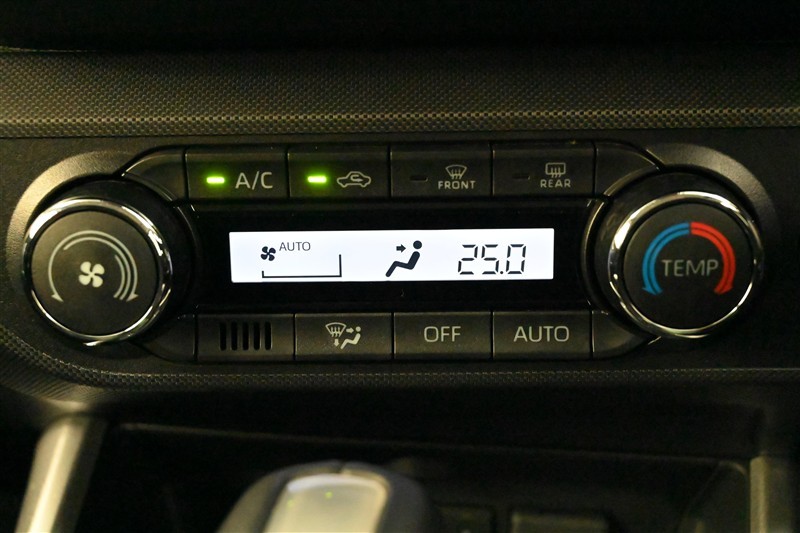 A/C
FRONT
REAR
AUTO
25.0
TEMP
OFF
AUTO